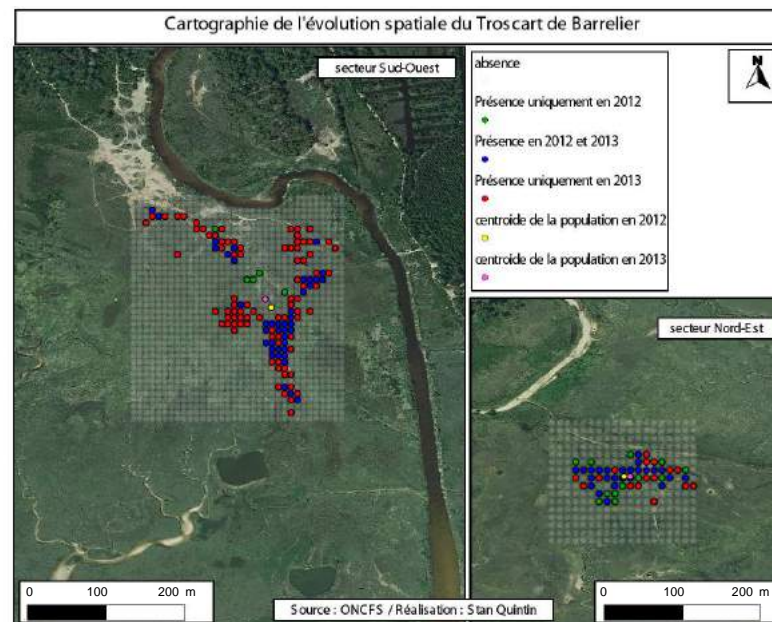 Cartographie de l'évolution spatiale du Troscart de Barrelier
secteur Sud-Ouest
absence
Présence uniquement en 2012
Présence en 2012 et 2013
Présence uniquement en 2013
centroïde de la population en 2012
centroïde de la population en 2013
N
secteur Nord-Est
0 100 200 m
Source : ONCFS / Réalisation : Stan Quintin
0 100 200 m